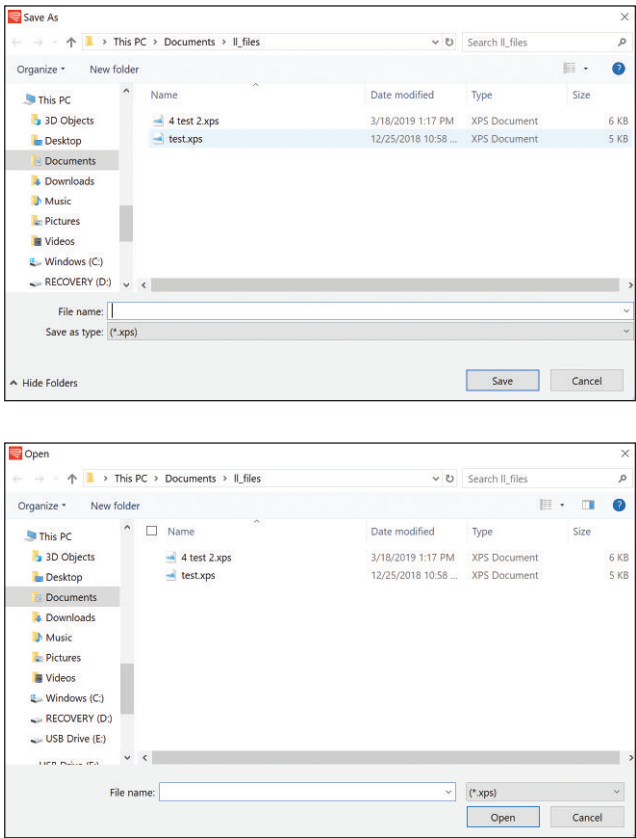 Save As
This PC > Documents > ll_files
Search ll_files
Organize
New folder
Name Date modified Type Size
This PC
3D Objects
Desktop
Documents
Downloads
Music
Pictures
Videos
Windows (C:)
RECOVERY (D:)
4 test 2.xps 3/18/2019 1:17 PM XPS Document 6 KB
test.xps 12/25/2018 10:58 ... XPS Document 5 KB
File name:
Save as type: (*.xps)
Hide Folders
Save
Cancel
Open
This PC > Documents > ll_files
Search ll_files
Organize
New folder
Name Date modified Type Size
This PC
3D Objects
Desktop
Documents
Downloads
Music
Pictures
Videos
Windows (C:)
RECOVERY (D:)
USB Drive (E:)
4 test 2.xps 3/18/2019 1:17 PM XPS Document 6 KB
test.xps 12/25/2018 10:58 ... XPS Document 5 KB
File name:
(*.xps)
Open
Cancel